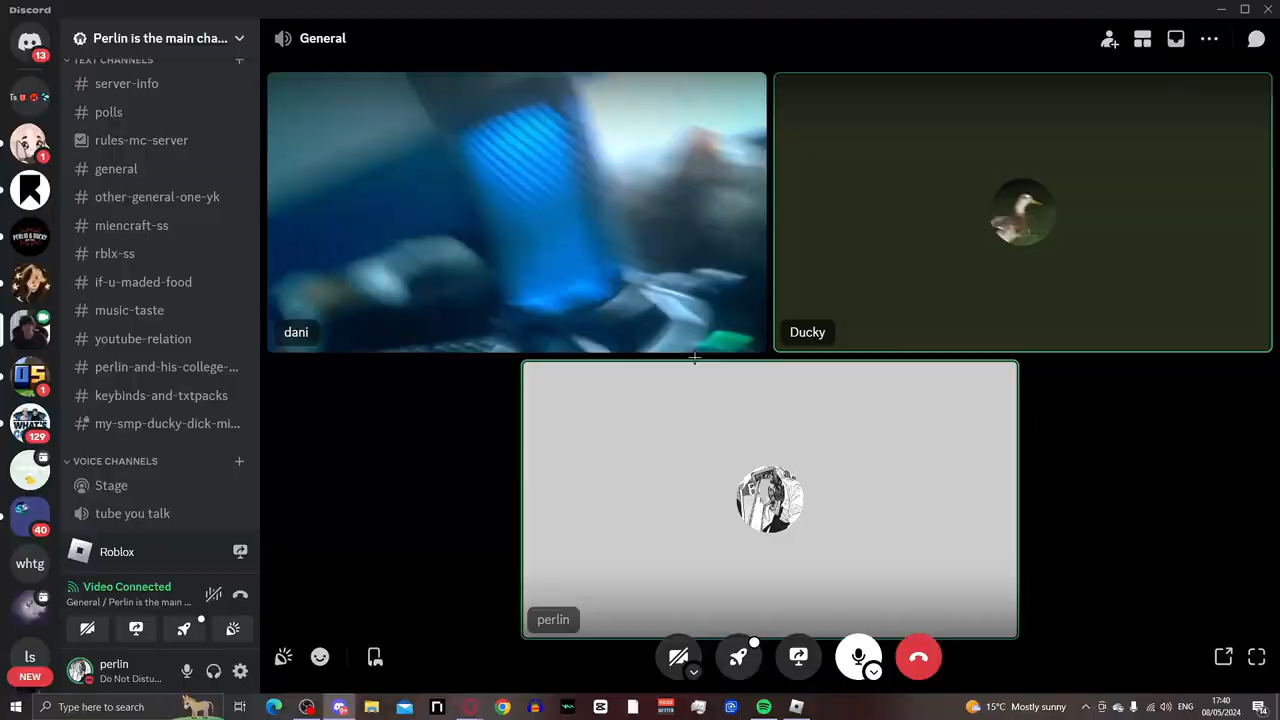 Discord
13
Perlin is the main cha...
General
TEXT CHANNELS
server-info
polls
rules-mc-server
1
general
other-general-one-yk
miencraft-ss
rblx-ss
if-u-maded-food
music-taste
youtube-relation
perlin-and-his-college-...
1
keybinds-and-txtpacks
my-smp-ducky-dick-mi...
WHAT'S
129
VOICE CHANNELS
Stage
tube you talk
40
dani
Ducky
perlin
whtg
Roblox
Video Connected
General / Perlin is the main ...
ls
NEW
perlin
Do Not Distu...
Type here to search
15°C Mostly sunny
ENG
17:40
08/05/2024